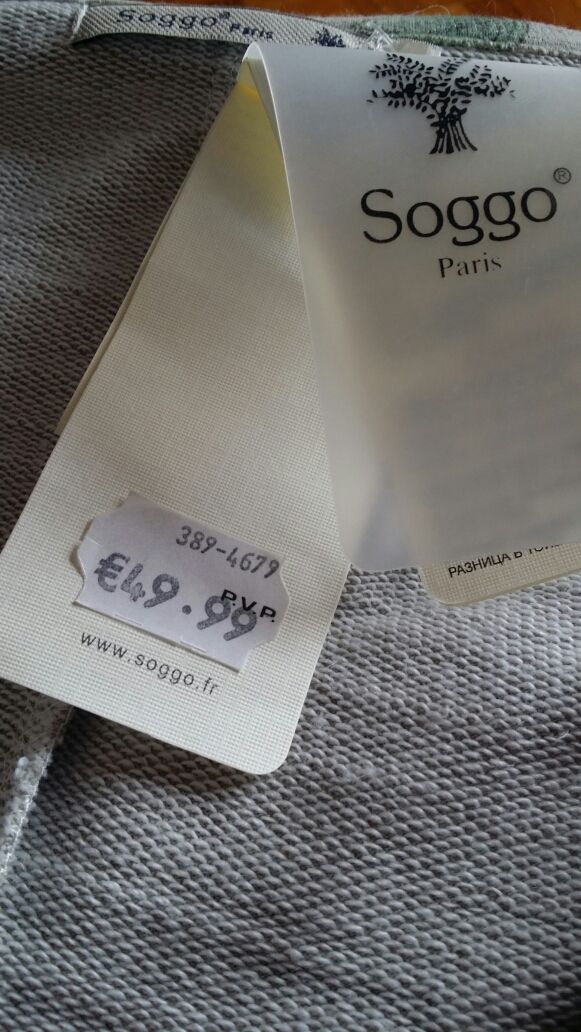 Soggo® Paris
Soggo®
Paris
389-4679
€49.99
P.V.P.
www.soggo.fr
РАЗНИЦА В